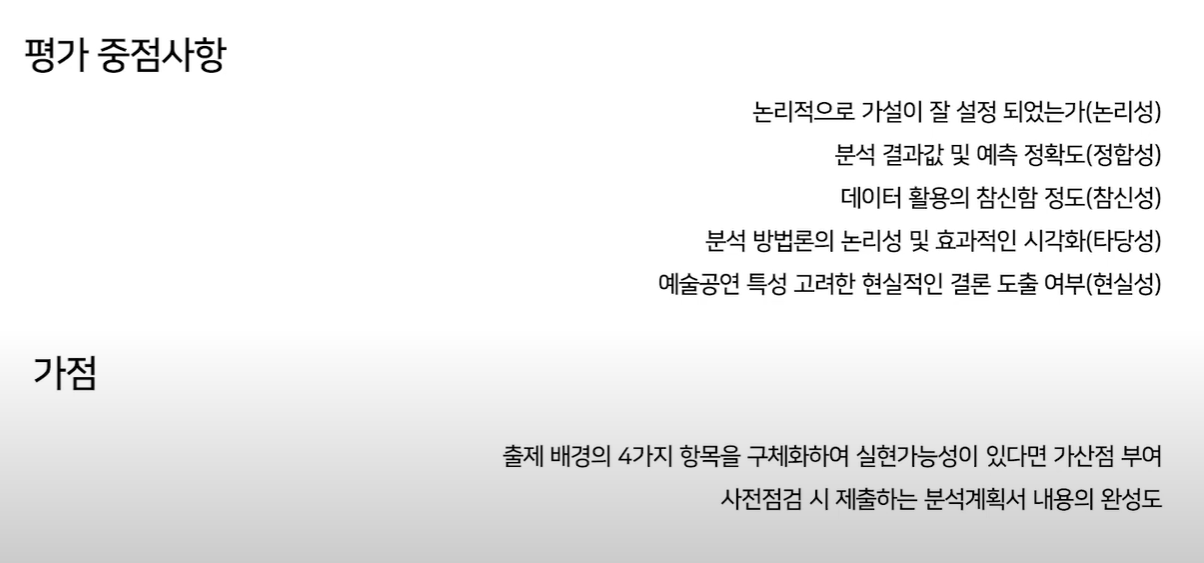 평가 중점사항
논리적으로 가설이 잘 설정 되었는가(논리성)
분석 결과값 및 예측 정확도(정합성)
데이터 활용의 참신함 정도(참신성)
분석 방법론의 논리성 및 효과적인 시각화(타당성)
예술공연 특성 고려한 현실적인 결론 도출 여부(현실성)
가점
출제 배경의 4가지 항목을 구체화하여 실현가능성이 있다면 가산점 부여
사전점검 시 제출하는 분석계획서 내용의 완성도